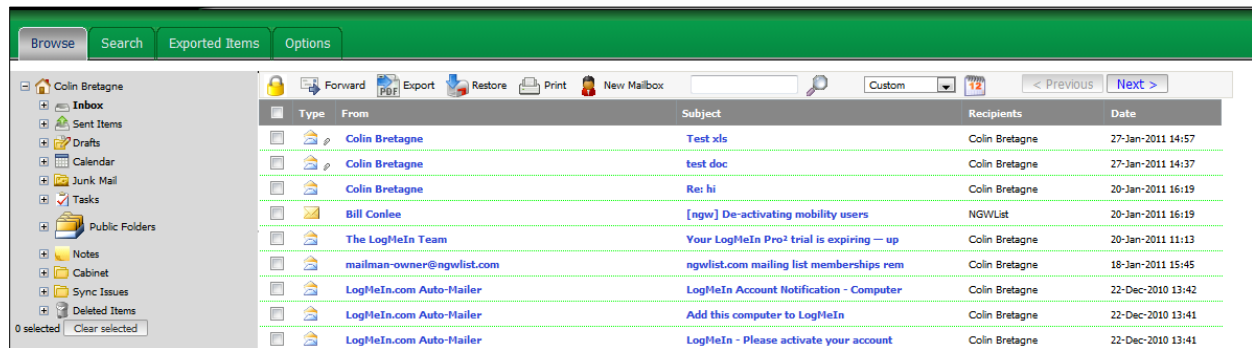 Browse Search Exported Items Options
Colin Bretagne
Inbox
Sent Items
Drafts
Calendar
Junk Mail
Tasks
Public Folders
Notes
Cabinet
Sync Issues
Deleted Items
0 selected Clear selected
Forward PDF Export Restore Print New Mailbox Custom 12 < Previous Next >
Type From Subject Recipients Date
Colin Bretagne Test xls Colin Bretagne 27-Jan-2011 14:57
Colin Bretagne test doc Colin Bretagne 27-Jan-2011 14:37
Colin Bretagne Re: hi Colin Bretagne 20-Jan-2011 16:19
Bill Conlee [ngw] De-activating mobility users NGWList 20-Jan-2011 16:19
The LogMeIn Team Your LogMeIn Pro² trial is expiring — up Colin Bretagne 20-Jan-2011 11:13
mailman-owner@ngwlist.com ngwlist.com mailing list memberships rem Colin Bretagne 18-Jan-2011 15:45
LogMeIn.com Auto-Mailer LogMeIn Account Notification - Computer Colin Bretagne 22-Dec-2010 13:42
LogMeIn.com Auto-Mailer Add this computer to LogMeIn Colin Bretagne 22-Dec-2010 13:41
LogMeIn.com Auto-Mailer LogMeIn - Please activate your account Colin Bretagne 22-Dec-2010 13:41